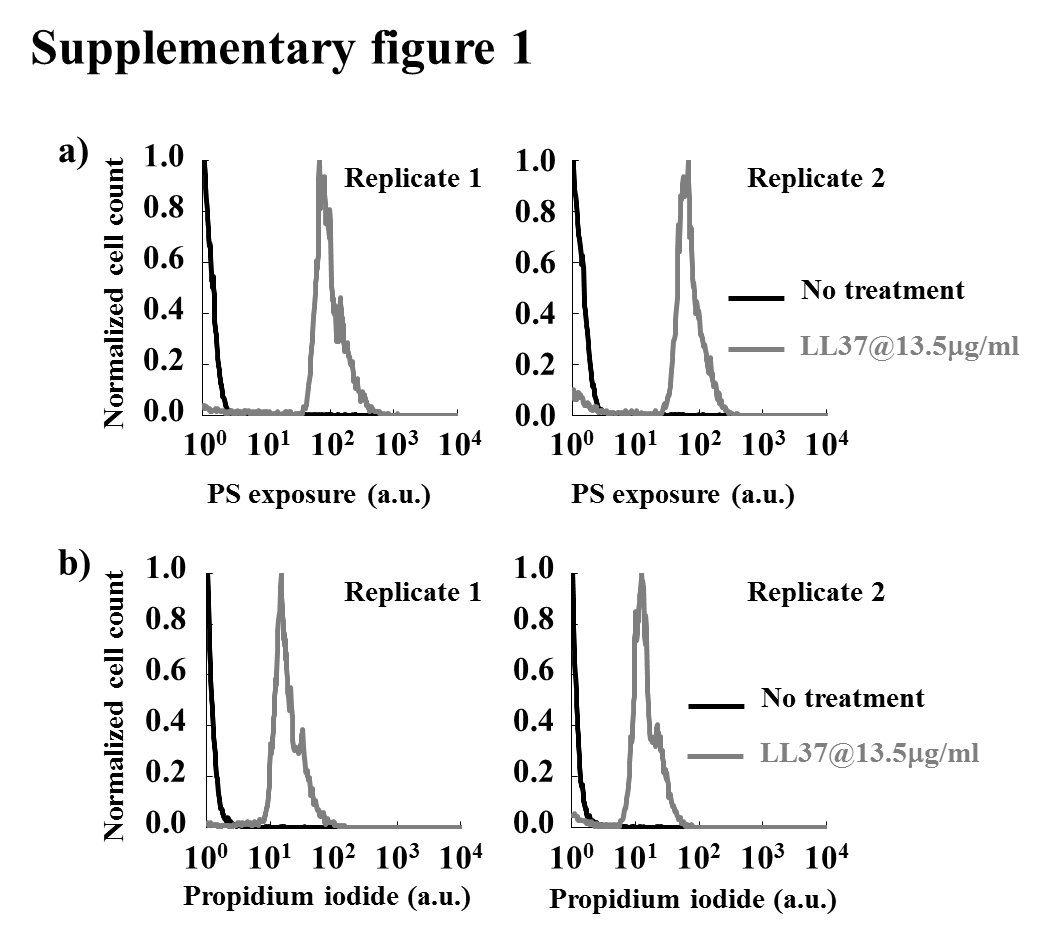 Supplementary figure 1
a)
Normalized cell count
1.0
0.8
0.6
0.4
0.2
0.0
Replicate 1
10⁰ 10¹ 10² 10³ 10⁴
PS exposure (a.u.)
1.0
0.8
0.6
0.4
0.2
0.0
Replicate 2
No treatment
LL37@13.5μg/ml
10⁰ 10¹ 10² 10³ 10⁴
PS exposure (a.u.)
b)
Normalized cell count
1.0
0.8
0.6
0.4
0.2
0.0
Replicate 1
10⁰ 10¹ 10² 10³ 10⁴
Propidium iodide (a.u.)
1.0
0.8
0.6
0.4
0.2
0.0
Replicate 2
No treatment
LL37@13.5μg/ml
10⁰ 10¹ 10² 10³ 10⁴
Propidium iodide (a.u.)